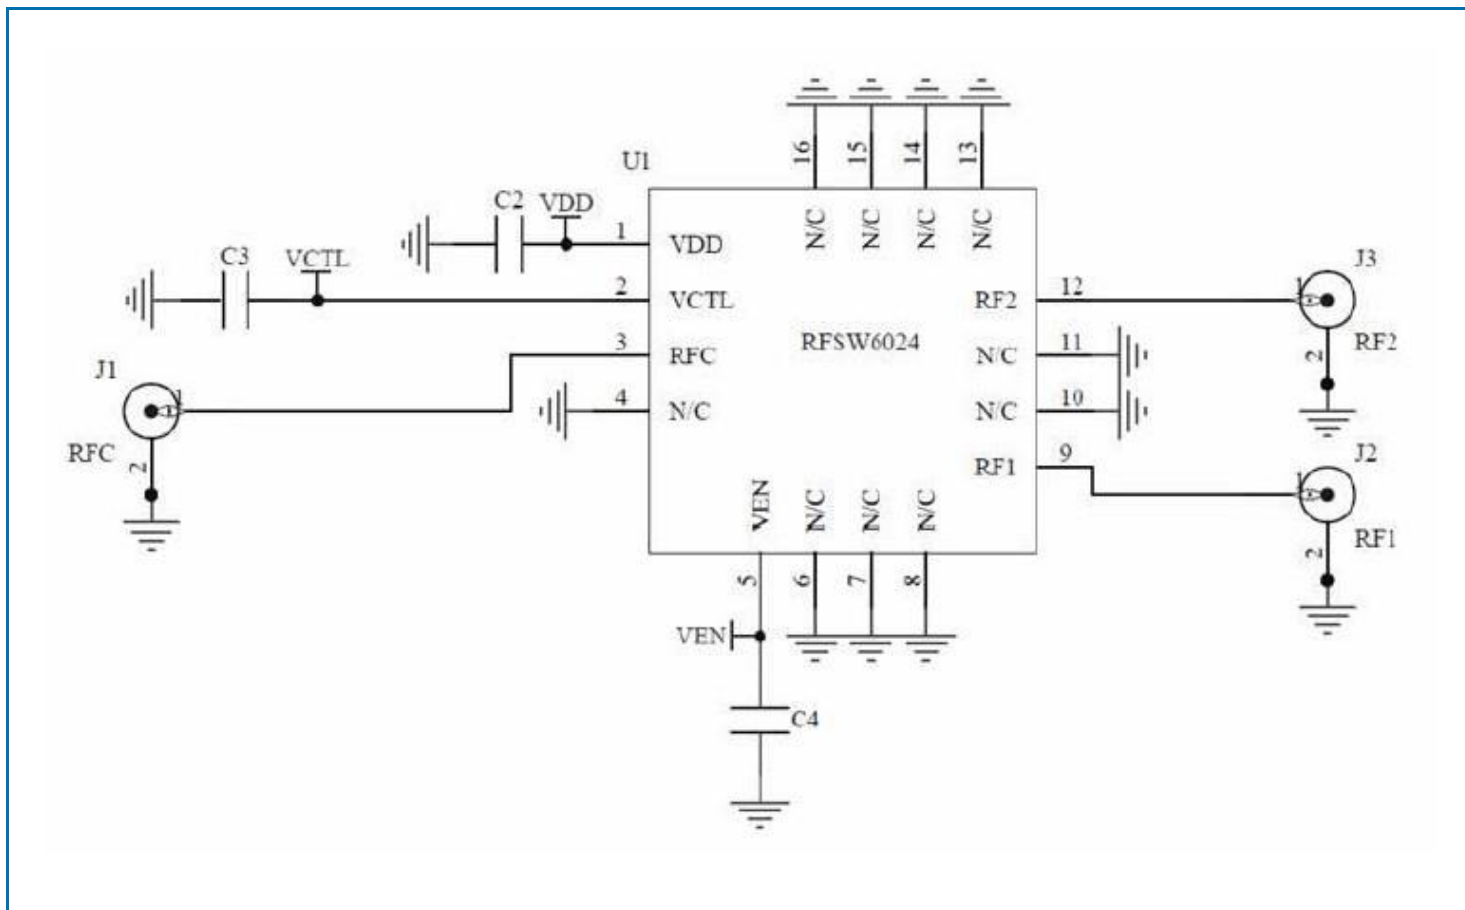 16 15 14 13
U1
N/C N/C N/C N/C
C2 VDD
1 VDD
C3 VCTL
2 VCTL
RF2 12
J3
1
RF2
2
RFSW6024
3 RFC
N/C 11
J1
1
RFC
2
4 N/C
N/C 10
RF1 9
J2
1
RF1
2
VEN N/C N/C N/C
5 6 7 8
VEN
C4